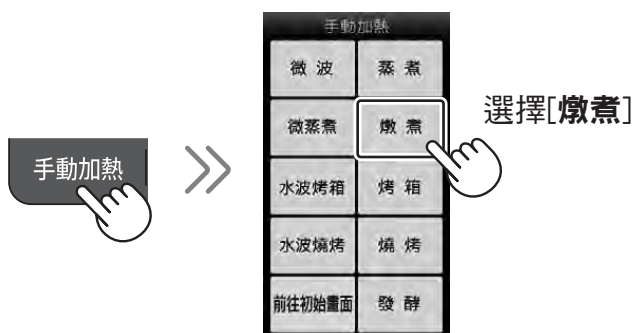 手動加熱
手動加熱
微波 蒸煮
微蒸煮 燉煮
水波烤箱 烤箱
水波燒烤 燒烤
前往初始畫面 發酵
選擇[燉煮]